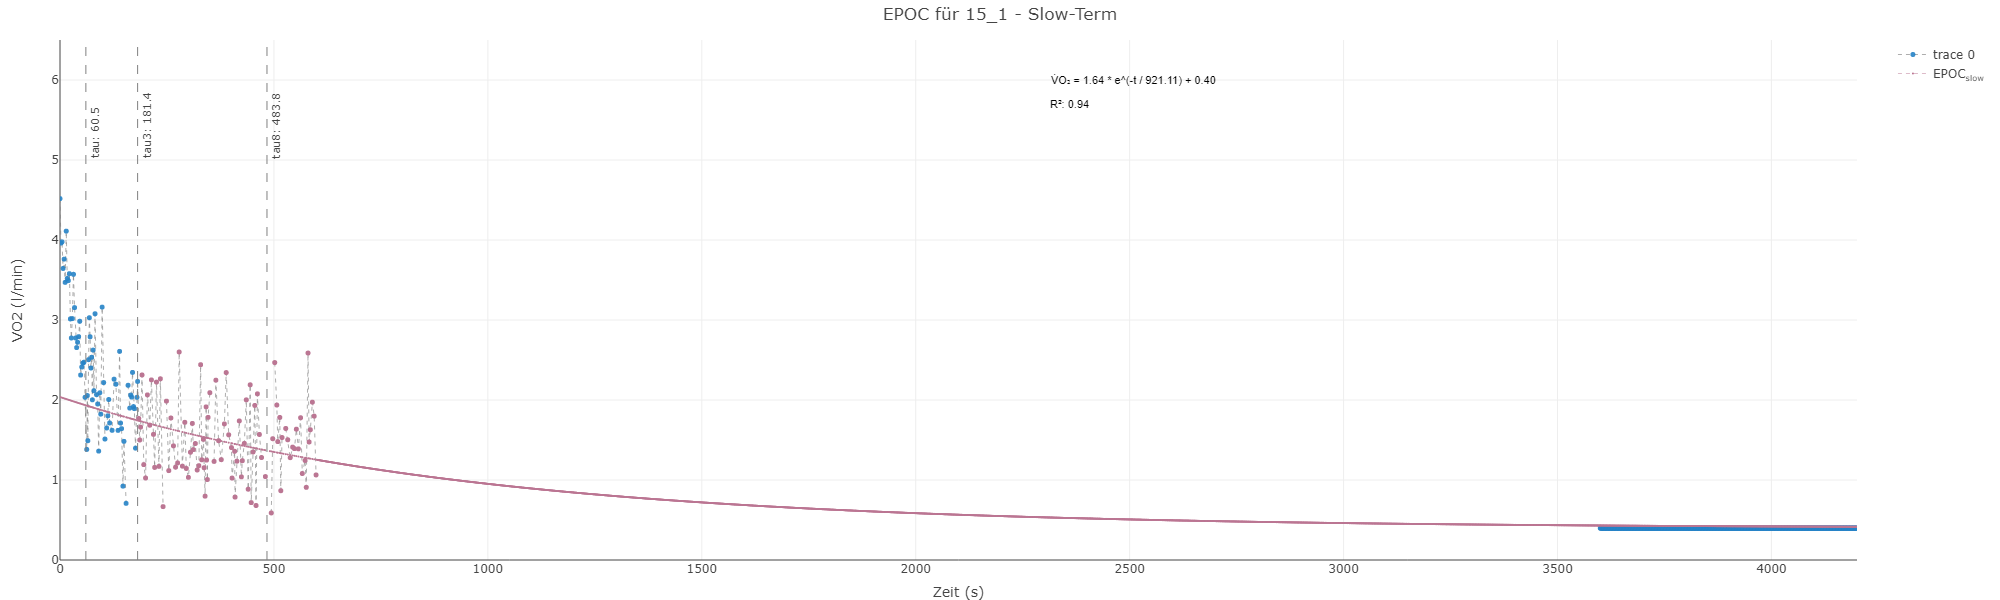 EPOC für 15_1 - Slow-Term
trace 0
EPOCslow
V̇O₂ = 1.64 * e^(-t / 921.11) + 0.40
R²: 0.94
tau: 60.5
tau3: 181.4
tau8: 483.8
VO2 (l/min)
6
5
4
3
2
1
0
0 500 1000 1500 2000 2500 3000 3500 4000
Zeit (s)